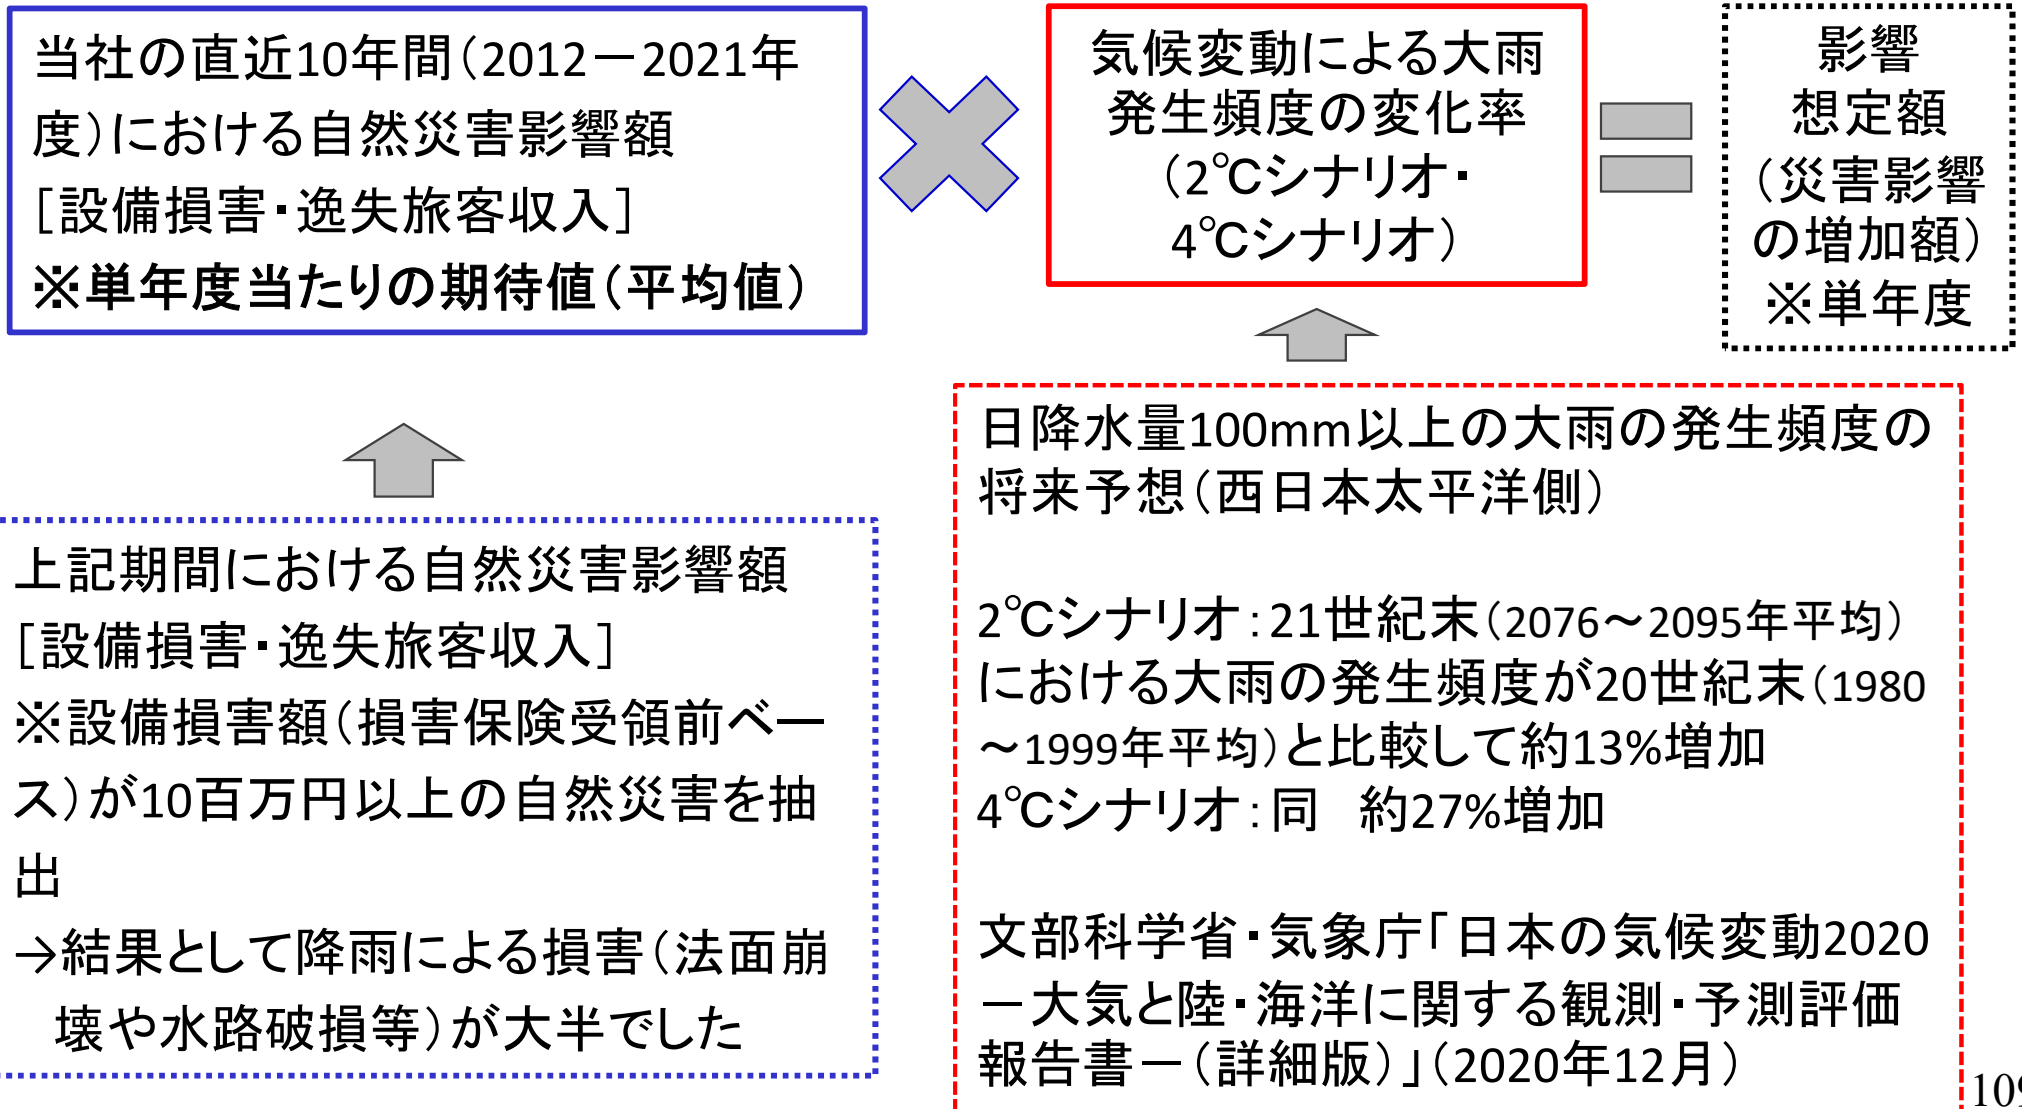 当社の直近10年間（2012－2021年
度）における自然災害影響額
［設備損害・逸失旅客収入］
※単年度当たりの期待値（平均値）
気候変動による大雨
発生頻度の変化率
（2℃シナリオ・
4℃シナリオ）
影響
想定額
（災害影響
の増加額）
※単年度
上記期間における自然災害影響額
［設備損害・逸失旅客収入］
※設備損害額（損害保険受領前ベー
ス）が10百万円以上の自然災害を抽
出
→結果として降雨による損害（法面崩
壊や水路破損等）が大半でした
日降水量100mm以上の大雨の発生頻度の
将来予想（西日本太平洋側）
2℃シナリオ：21世紀末（2076～2095年平均）
における大雨の発生頻度が20世紀末（1980
～1999年平均）と比較して約13%増加
4℃シナリオ：同　約27%増加
文部科学省・気象庁「日本の気候変動2020
－大気と陸・海洋に関する観測・予測評価
報告書－（詳細版）」（2020年12月）
109